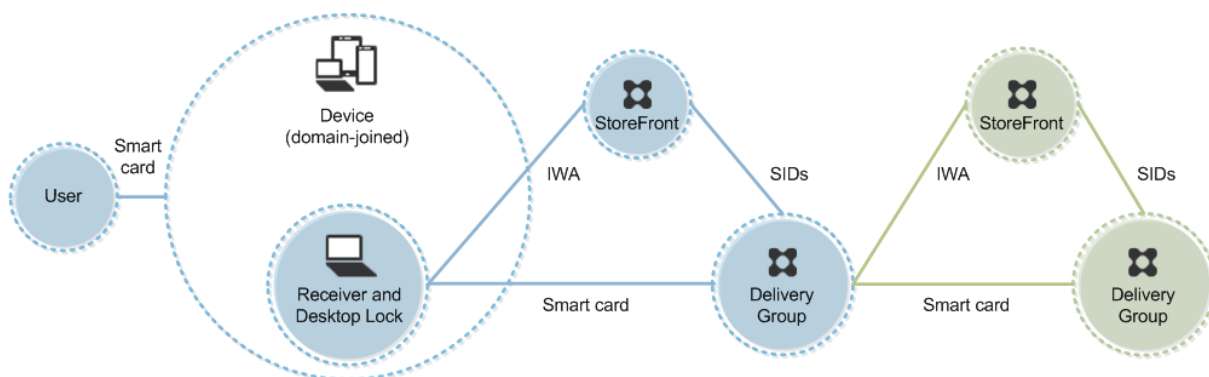 User
Smart
card
Device
(domain-joined)
Receiver and
Desktop Lock
IWA
StoreFront
SIDs
Smart card
Delivery
Group
IWA
StoreFront
SIDs
Smart card
Delivery
Group